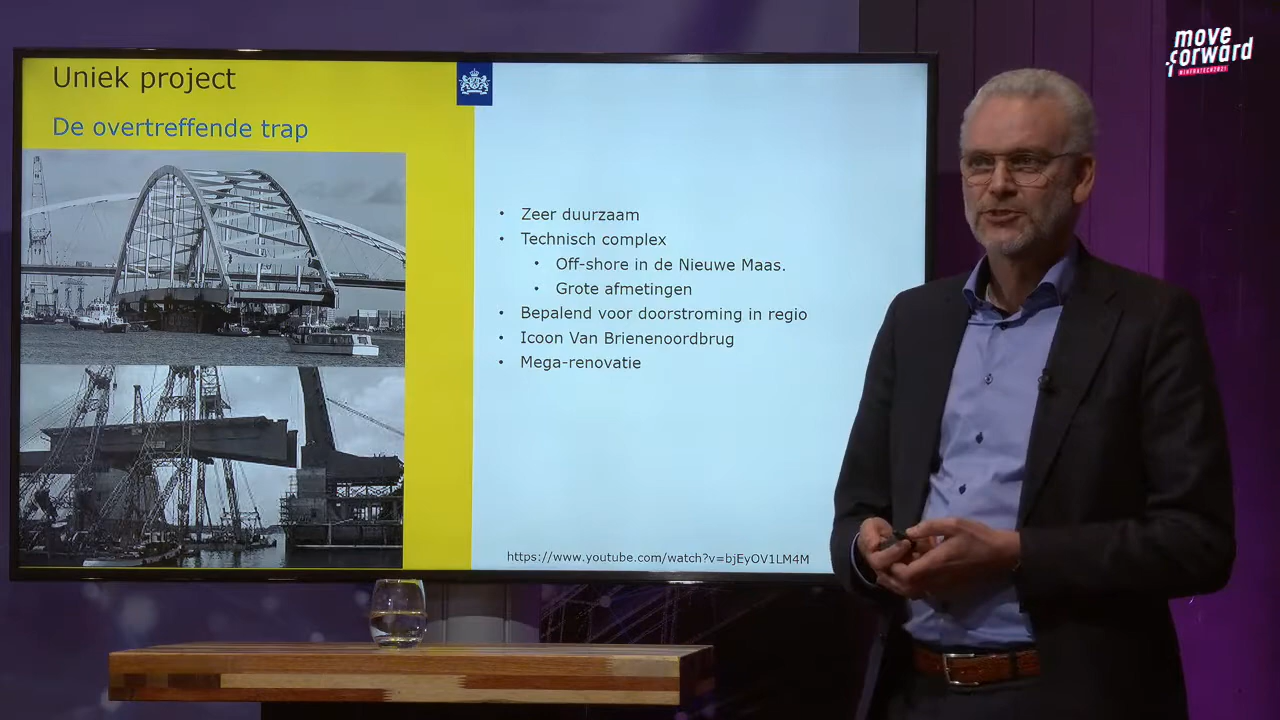 Uniek project
De overtreffende trap
• Zeer duurzaam
• Technisch complex
• Off-shore in de Nieuwe Maas.
• Grote afmetingen
• Bepalend voor doorstroming in regio
• Icoon Van Brienenoordbrug
• Mega-renovatie
https://www.youtube.com/watch?v=bjEyOV1LM4M
move
forward
#INFRATECH2021